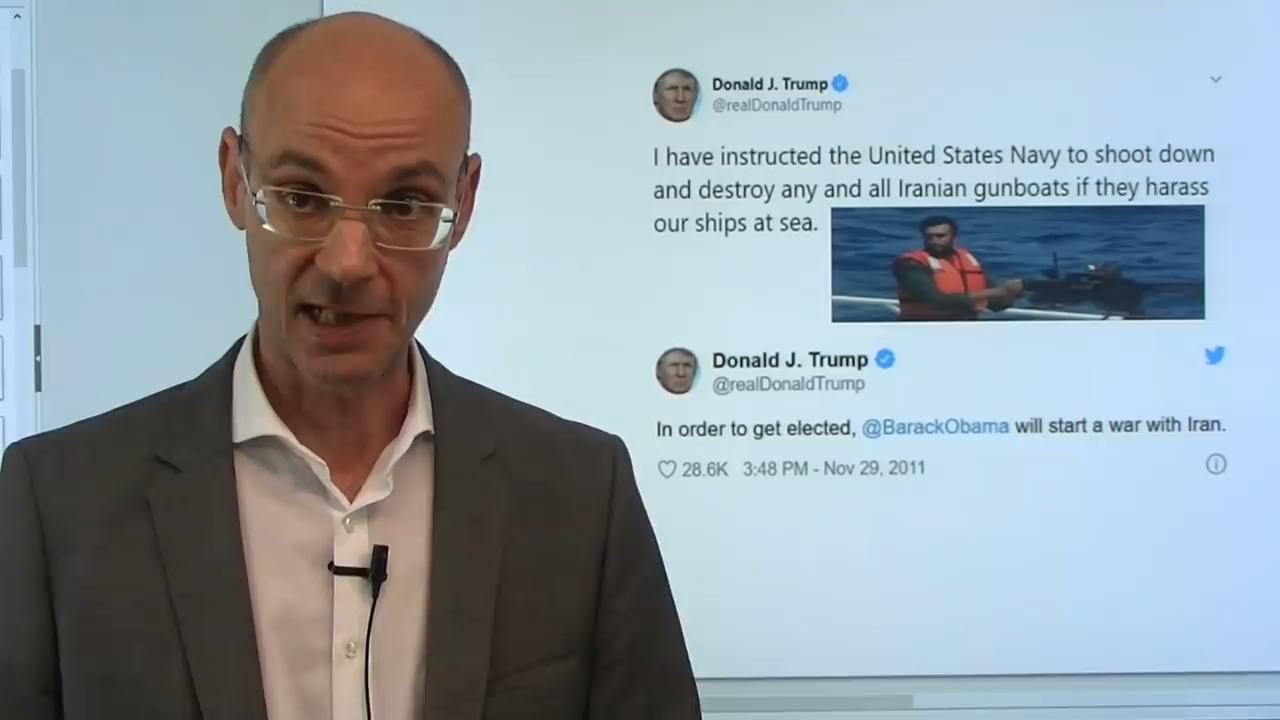 Donald J. Trump
@realDonaldTrump
I have instructed the United States Navy to shoot down
and destroy any and all Iranian gunboats if they harass
our ships at sea.
Donald J. Trump
@realDonaldTrump
In order to get elected, @BarackObama will start a war with Iran.
28.6K 3:48 PM - Nov 29, 2011